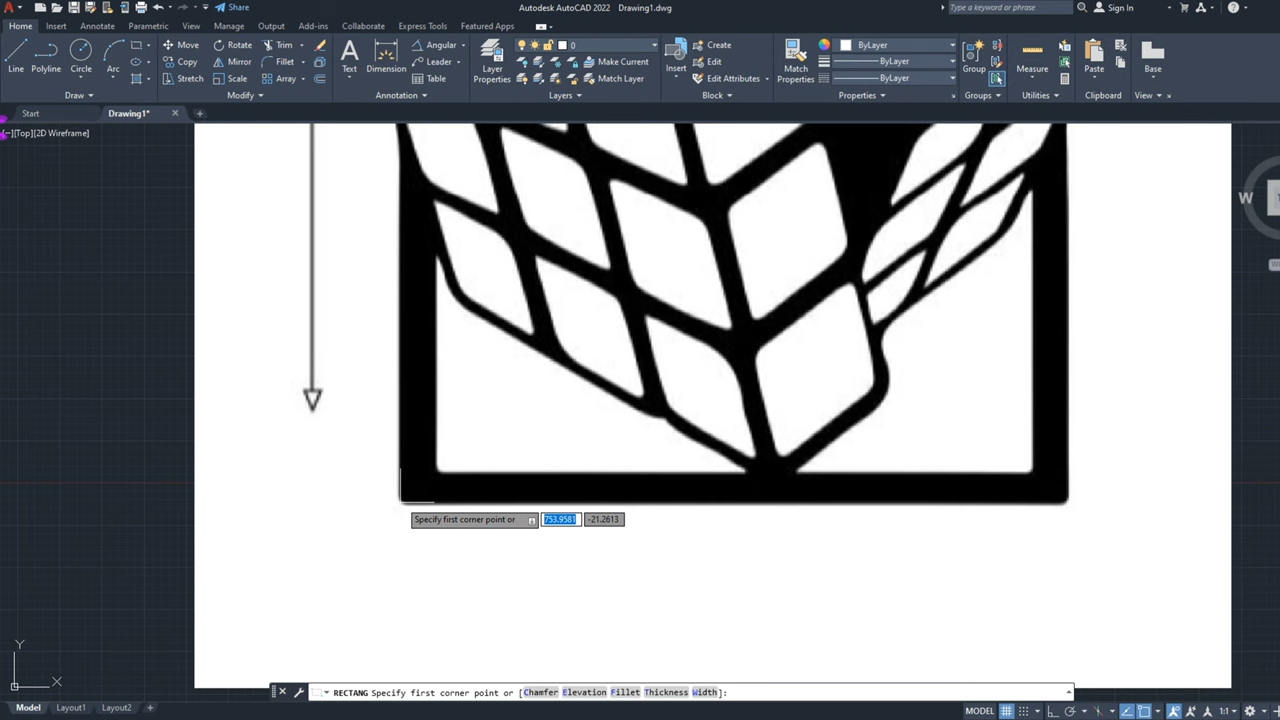 Share
Autodesk AutoCAD 2022 Drawing1.dwg
Type a keyword or phrase
Sign In
Home Insert Annotate Parametric View Manage Output Add-ins Collaborate Express Tools Featured Apps
Line
Polyline
Circle
Arc
Move
Rotate
Trim
Copy
Mirror
Fillet
Stretch
Scale
Array
Text
Dimension
Angular
Leader
Table
Layer
Properties
0
Make Current
Match Layer
Insert
Create
Edit
Edit Attributes
Match
Properties
ByLayer
ByLayer
ByLayer
Group
Measure
Paste
Base
Draw
Modify
Annotation
Layers
Block
Properties
Groups
Utilities
Clipboard
View
Start
Drawing1*
[−][Top][2D Wireframe]
W
Specify first corner point or 753.9581 -21.2613
Y
X
RECTANG Specify first corner point or [Chamfer Elevation Fillet Thickness Width]:
Model Layout1 Layout2
MODEL
1:1